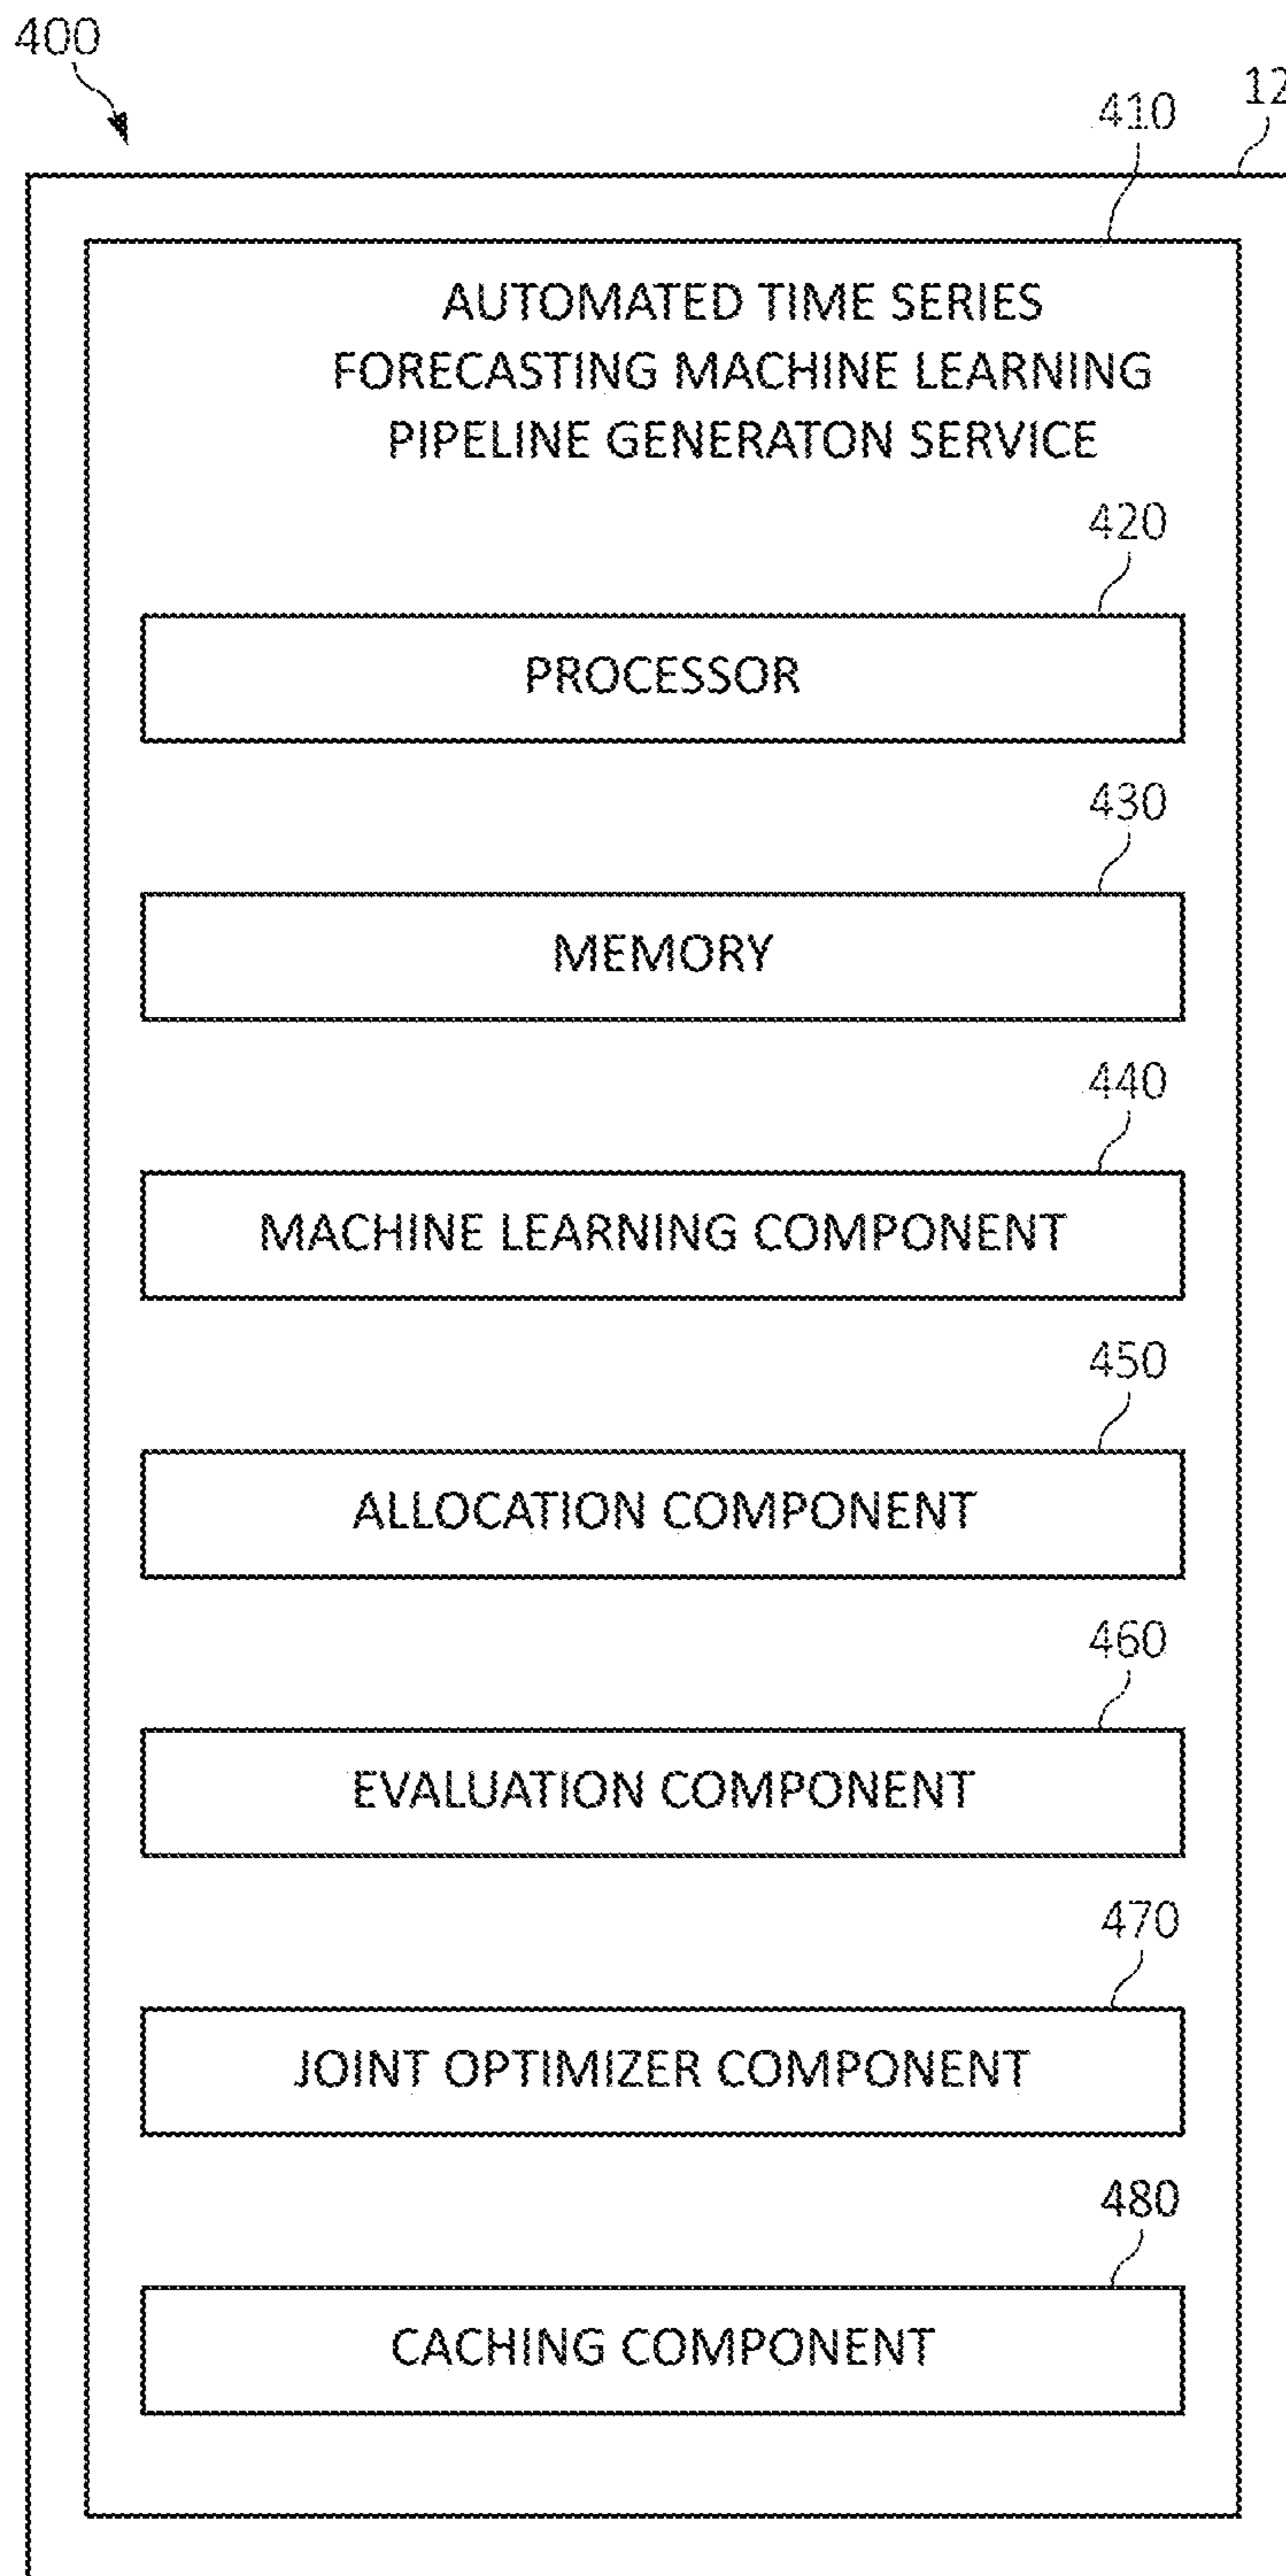 400
12
410
AUTOMATED TIME SERIES
FORECASTING MACHINE LEARNING
PIPELINE GENERATON SERVICE
420
PROCESSOR
430
MEMORY
440
MACHINE LEARNING COMPONENT
450
ALLOCATION COMPONENT
460
EVALUATION COMPONENT
470
JOINT OPTIMIZER COMPONENT
480
CACHING COMPONENT